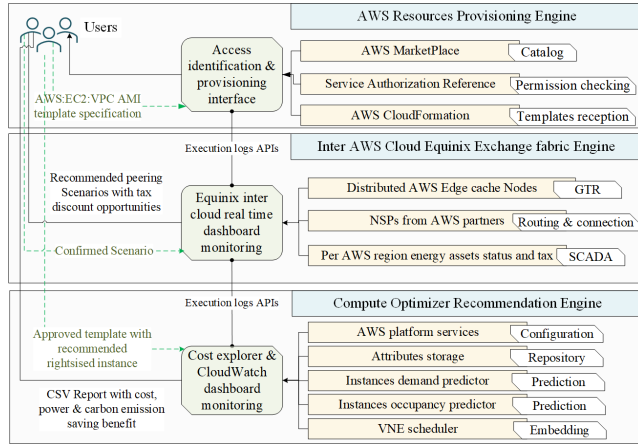 AWS Resources Provisioning Engine
Users
Access
identification &
provisioning
interface
AWS MarketPlace
Catalog
Service Authorization Reference
Permission checking
AWS CloudFormation
Templates reception
AWS:EC2:VPC AMI
template specification
Execution logs APIs
Inter AWS Cloud Equinix Exchange fabric Engine
Recommended peering
Scenarios with tax
discount opportunities
Equinix inter
cloud real time
dashboard
monitoring
Distributed AWS Edge cache Nodes
GTR
NSPs from AWS partners
Routing & connection
Per AWS region energy assets status and tax
SCADA
Confirmed Scenario
Execution logs APIs
Compute Optimizer Recommendation Engine
Approved template with
recommended
rightsised instance
Cost explorer &
CloudWatch
dashboard
monitoring
AWS platform services
Configuration
Attributes storage
Repository
Instances demand predictor
Prediction
Instances occupancy predictor
Prediction
VNE scheduler
Embedding
CSV Report with cost,
power & carbon emission
saving benefit